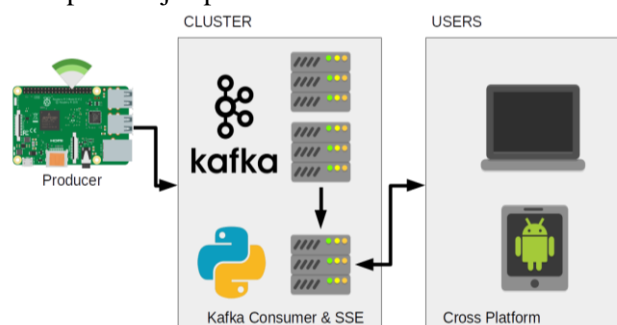 CLUSTER
USERS
kafka
Producer
Kafka Consumer & SSE
Cross Platform